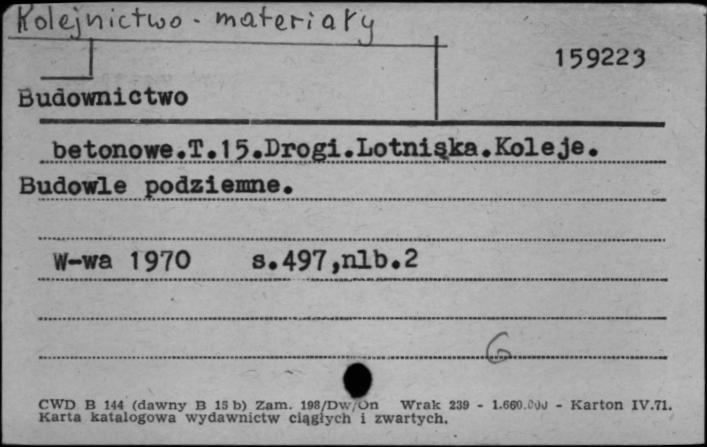 Kolejnictwo - materiały
159223
Budownictwo
betonowe.T.15.Drogi.Lotniska.Koleje.
Budowle podziemne.
W-wa 1970 s.497,nlb.2
G
CWD B 144 (dawny B 15 b) Zam. 198/Dw/On Wrak 239 - 1.660.000 - Karton IV.71.
Karta katalogowa wydawnictw ciągłych i zwartych.